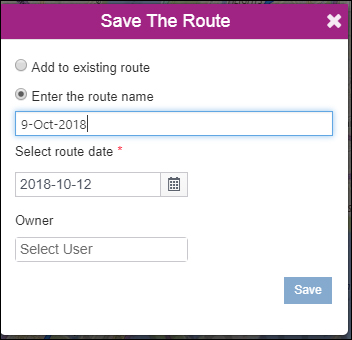 Save The Route
Add to existing route
Enter the route name
9-Oct-2018
Select route date *
2018-10-12
Owner
Select User
Save